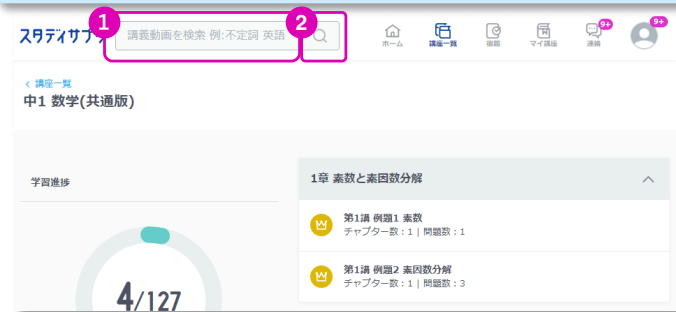 スタディサプリ
1
講義動画を検索 例:不定詞 英語
2
ホーム
講座一覧
宿題
マイ講座
連絡
9+
9+
< 講座一覧
中1 数学(共通版)
学習進捗
4/127
1章 素数と素因数分解
第1講 例題1 素数
チャプター数：1 | 問題数：1
第1講 例題2 素因数分解
チャプター数：1 | 問題数：3